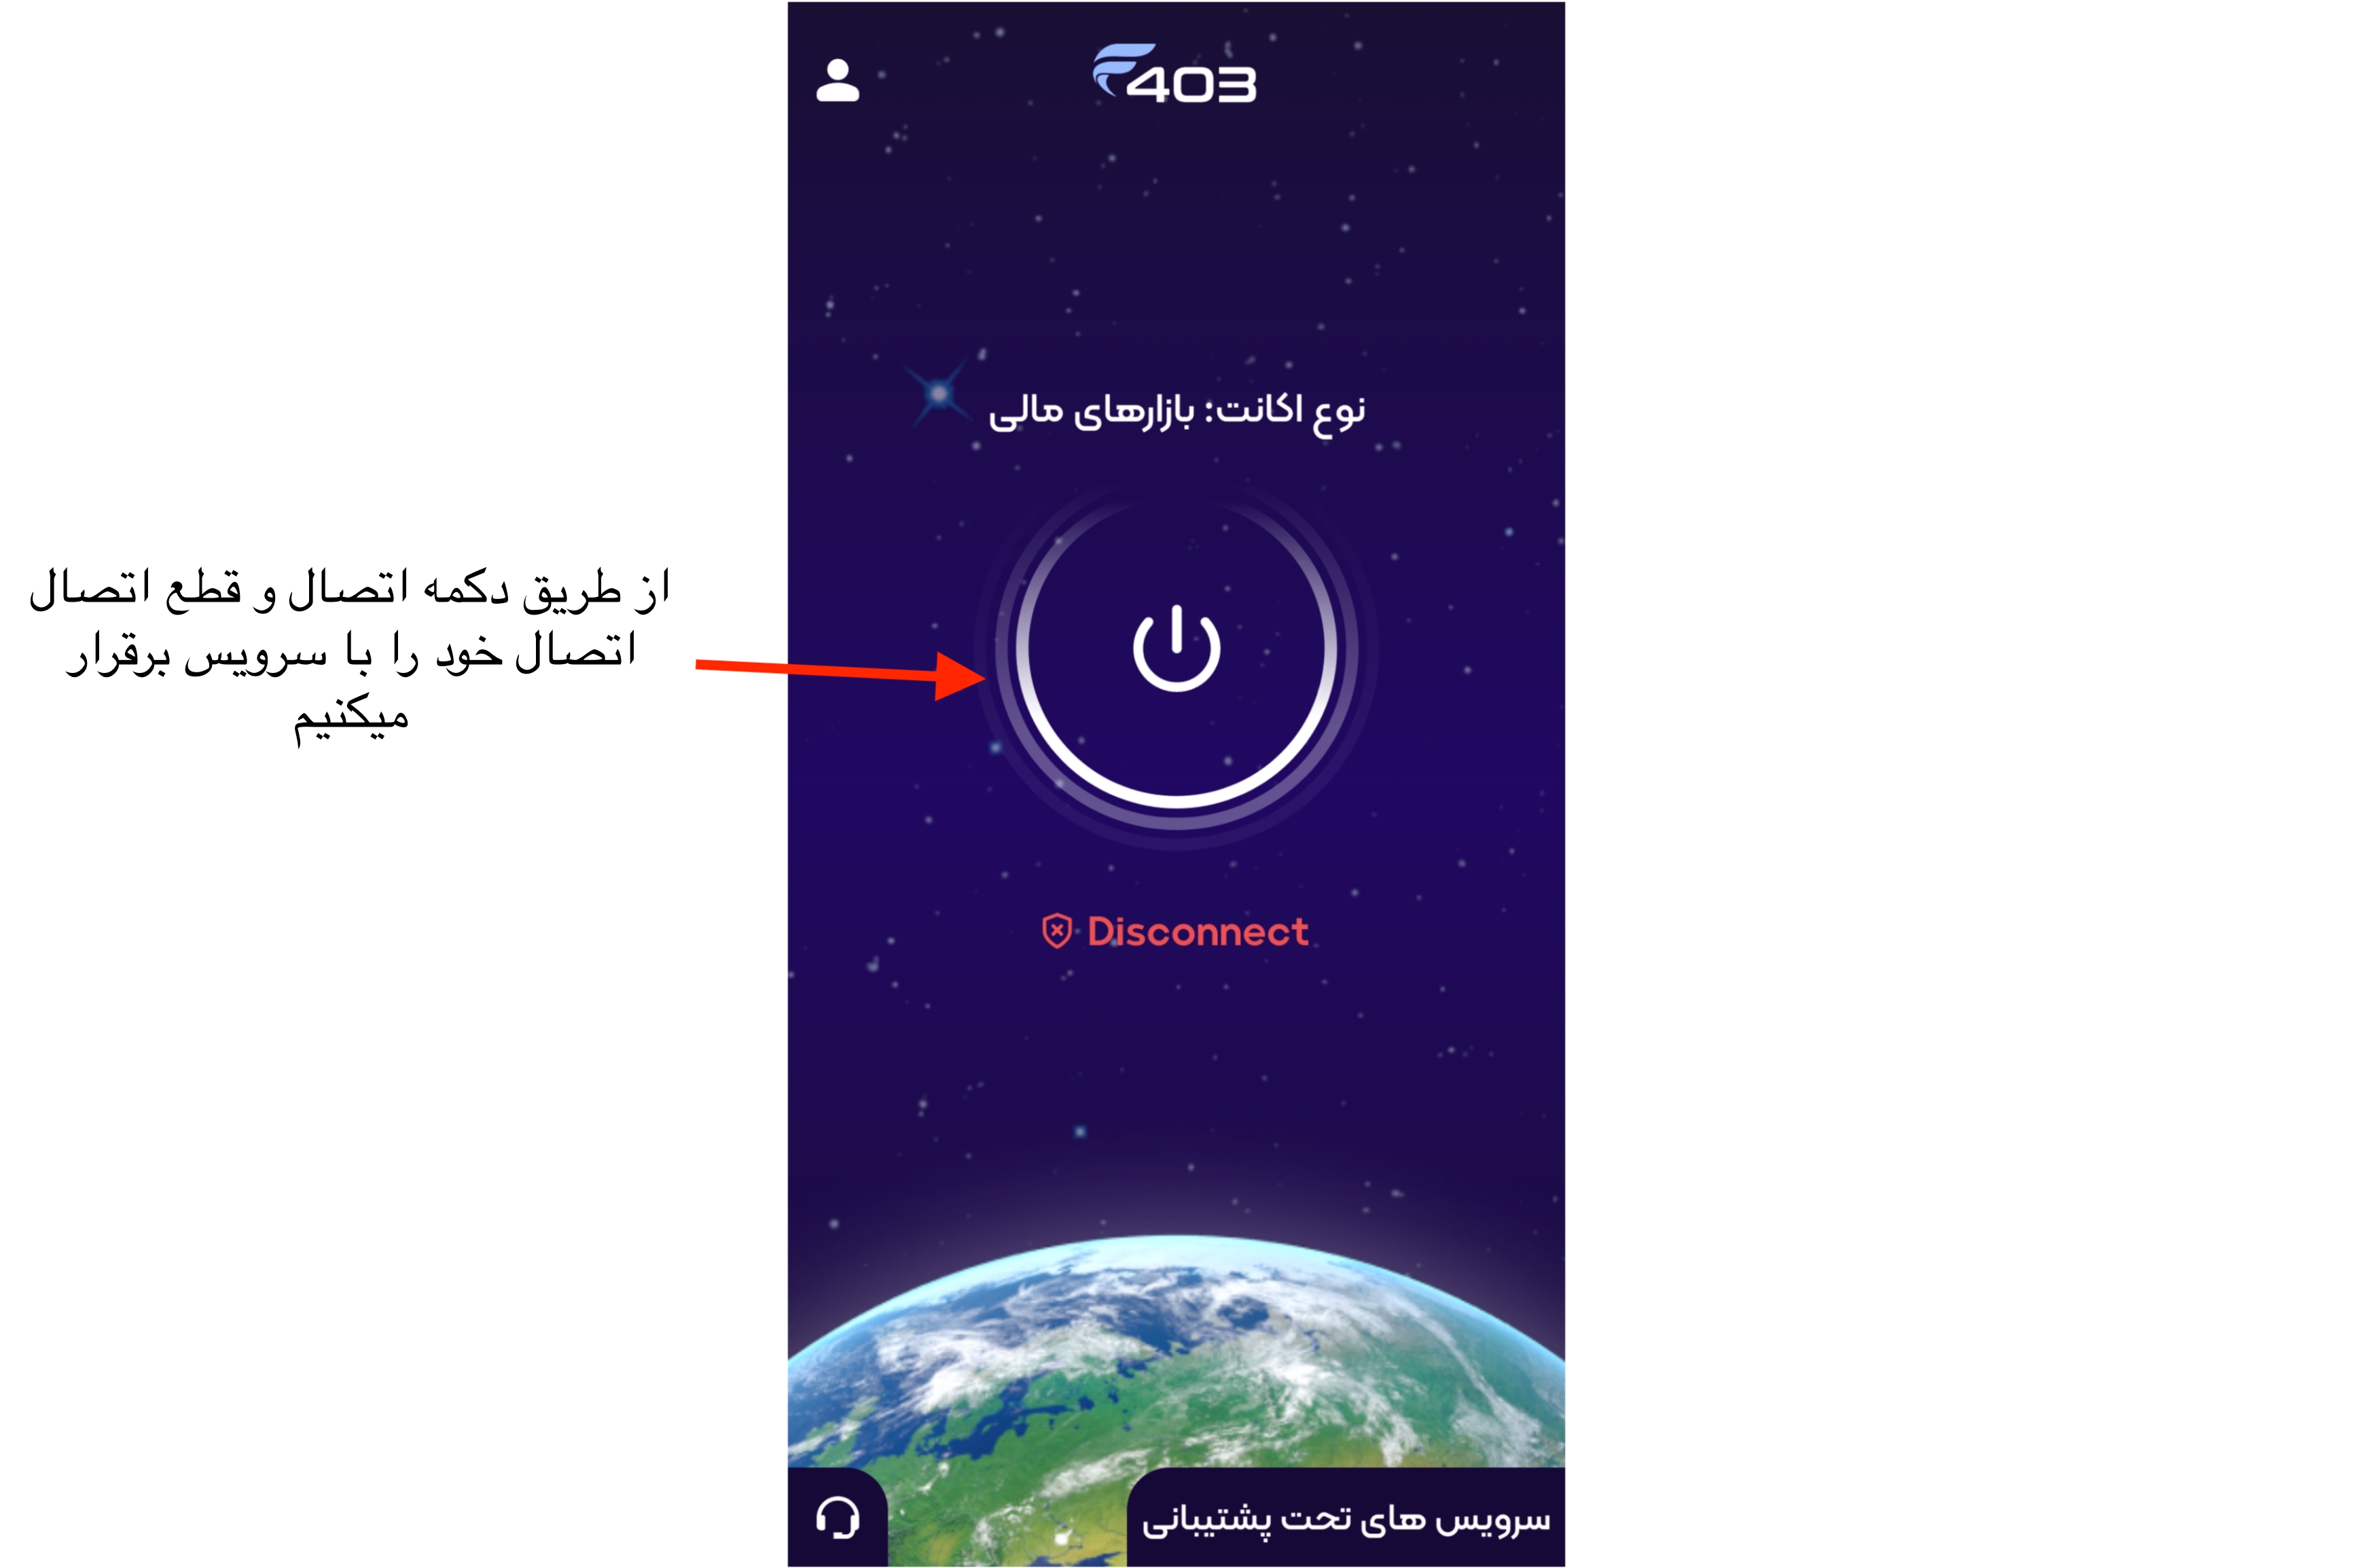 403
نوع اکانت: بازارهای مالی
از طریق دکمه اتصال و قطع اتصال
اتصال خود را با سرویس برقرار
میکنیم
Disconnect
سرویس های تحت پشتیبانی